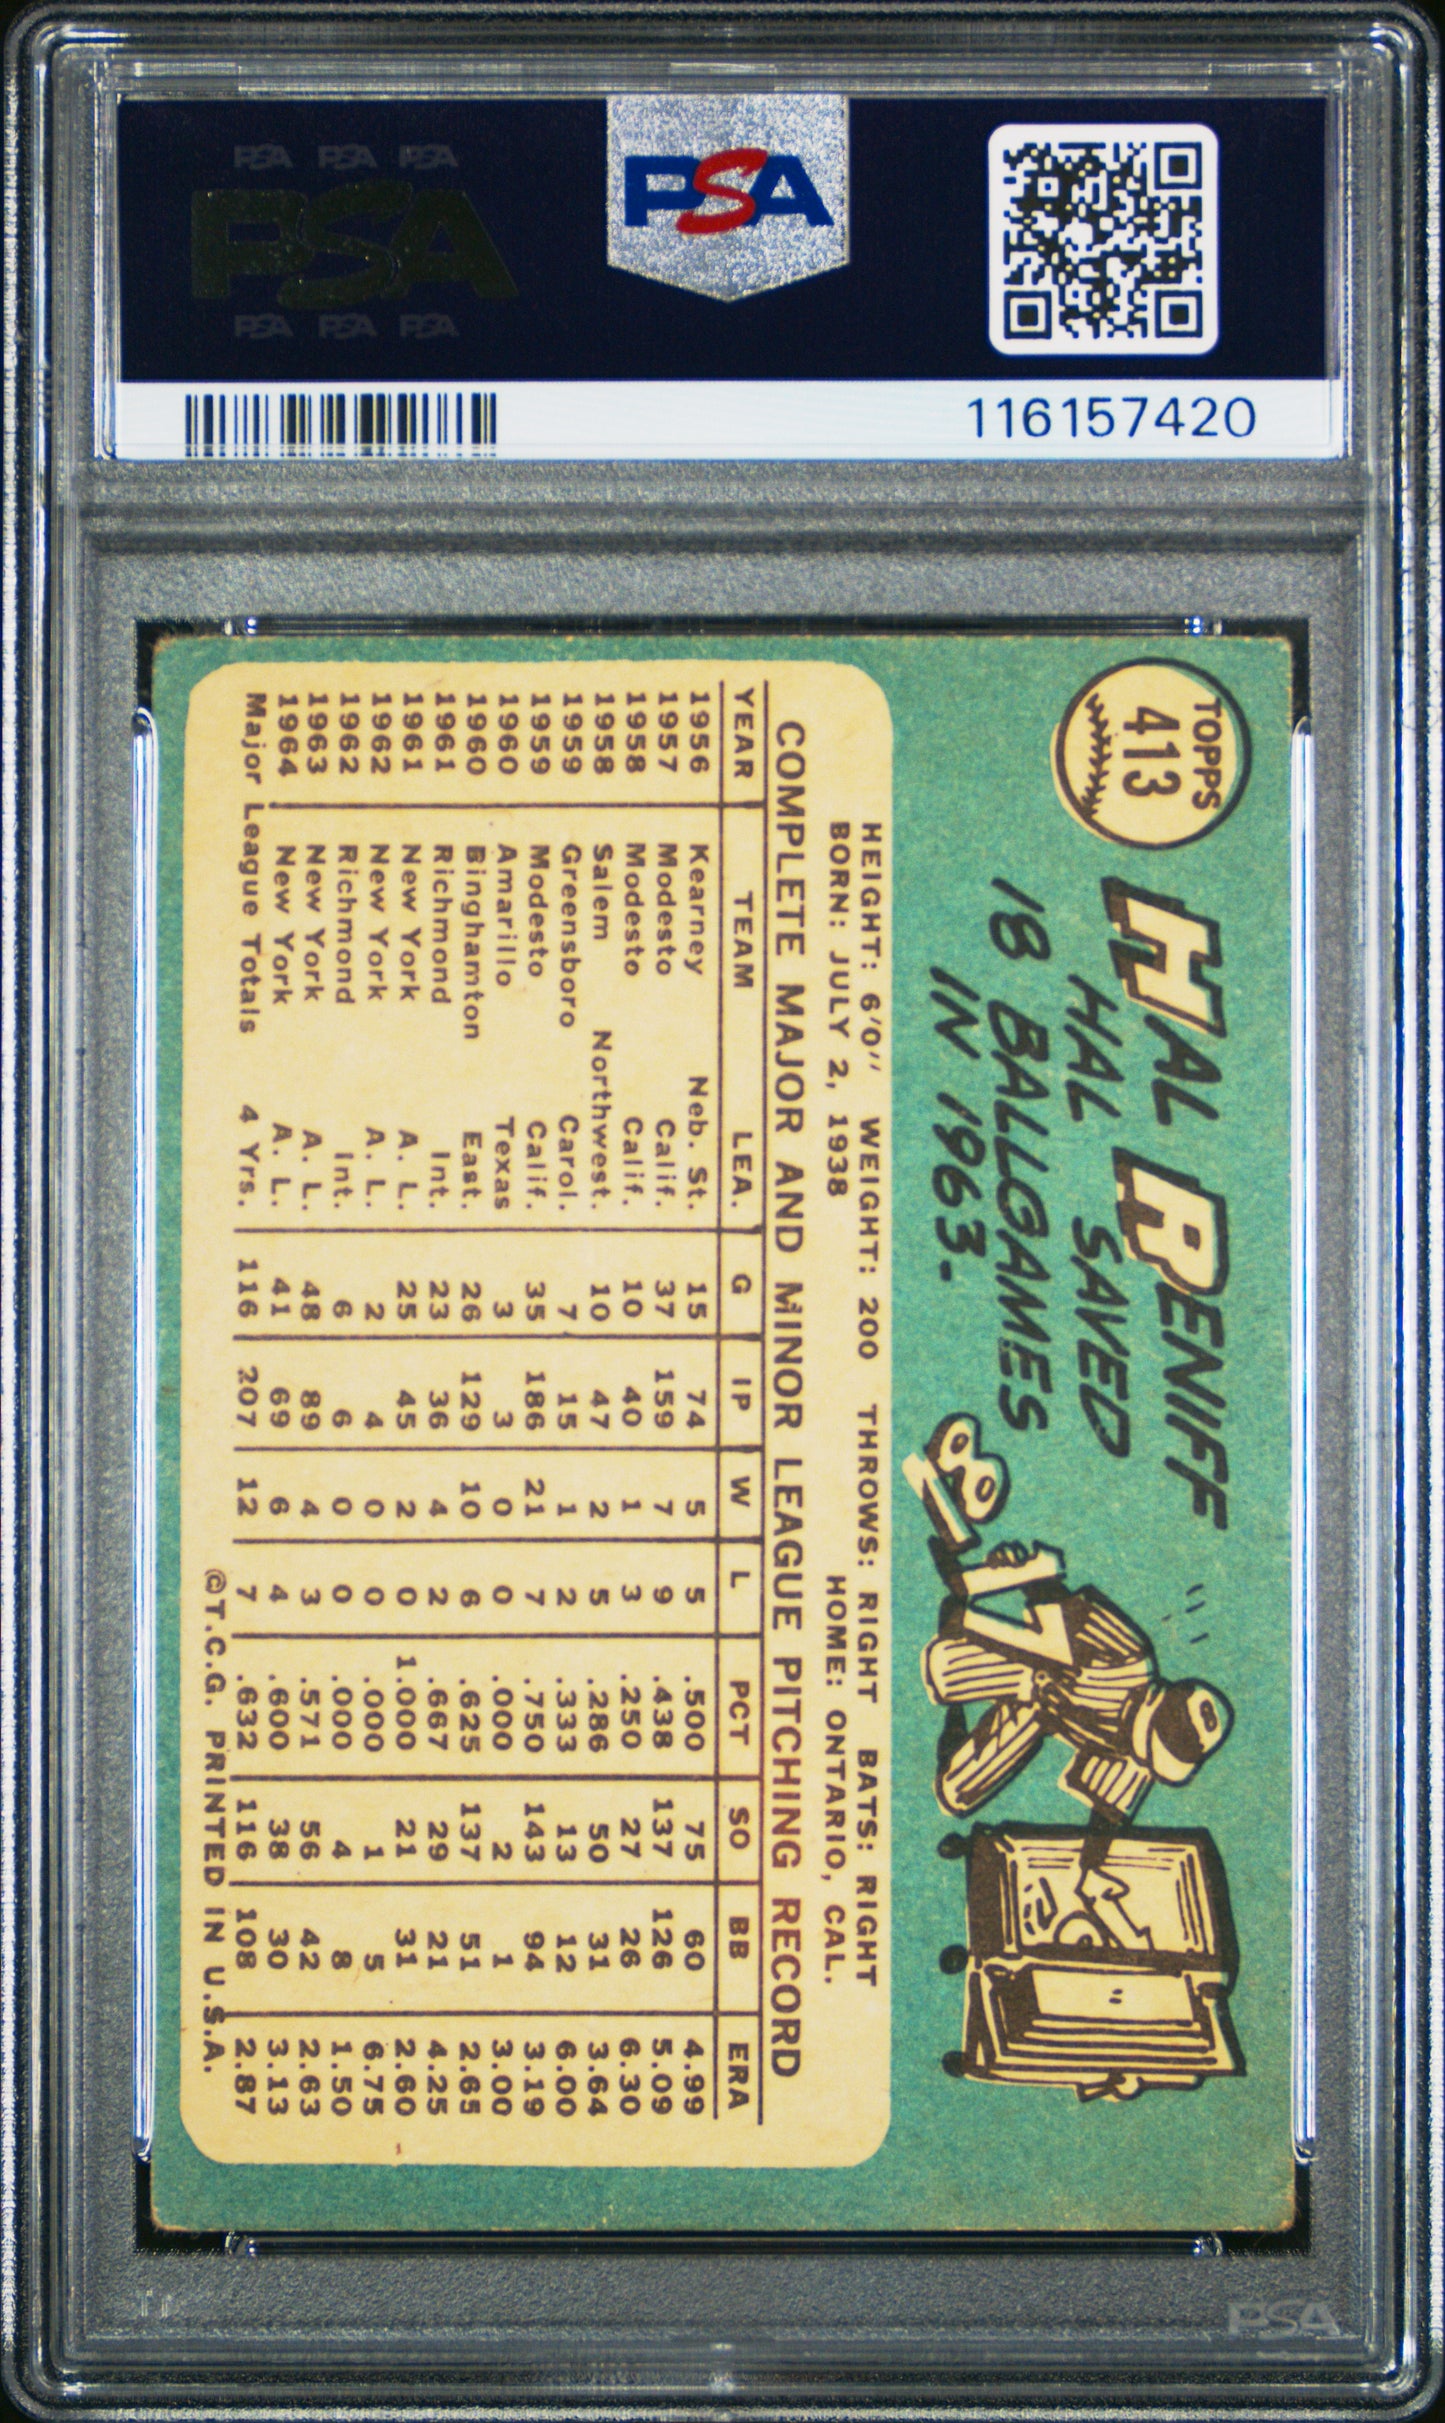 PSA PSA PSA
PSA
PSA PSA PSA
PSA
116157420
TOPPS
413
HAL RENIFF
HAL SAVED
18 BALLGAMES
IN 1963-
8
HEIGHT: 6'0" WEIGHT: 200 THROWS: RIGHT BATS: RIGHT
BORN: JULY 2, 1938 HOME: ONTARIO, CAL.
COMPLETE MAJOR AND MINOR LEAGUE PITCHING RECORD
YEAR TEAM LEA. G IP W L PCT SO BB ERA
1956 Kearney Neb. St. 15 74 5 5 .500 75 60 4.99
1957 Modesto Calif. 37 159 7 9 .438 137 126 5.09
1958 Modesto Calif. 10 40 1 3 .250 27 26 6.30
1958 Salem Northwest. 10 47 2 5 .286 50 31 3.64
1959 Greensboro Carol. 7 15 1 2 .333 13 12 6.00
1959 Modesto Calif. 35 186 21 7 .750 143 94 3.19
1960 Amarillo Texas 3 3 0 0 .000 2 1 3.00
1960 Binghamton East. 26 129 10 6 .625 137 51 2.65
1961 Richmond Int. 23 36 4 2 .667 29 21 4.25
1961 New York A. L. 25 45 2 0 1.000 21 31 2.60
1962 New York A. L. 2 4 0 0 .000 1 5 6.75
1962 Richmond Int. 6 6 0 0 .000 4 8 1.50
1963 New York A. L. 48 89 4 3 .571 56 42 2.63
1964 New York A. L. 41 69 6 4 .600 38 30 3.13
Major League Totals 4 Yrs. 116 207 12 7 .632 116 108 2.87
©T.C.G. PRINTED IN U.S.A.
PSA